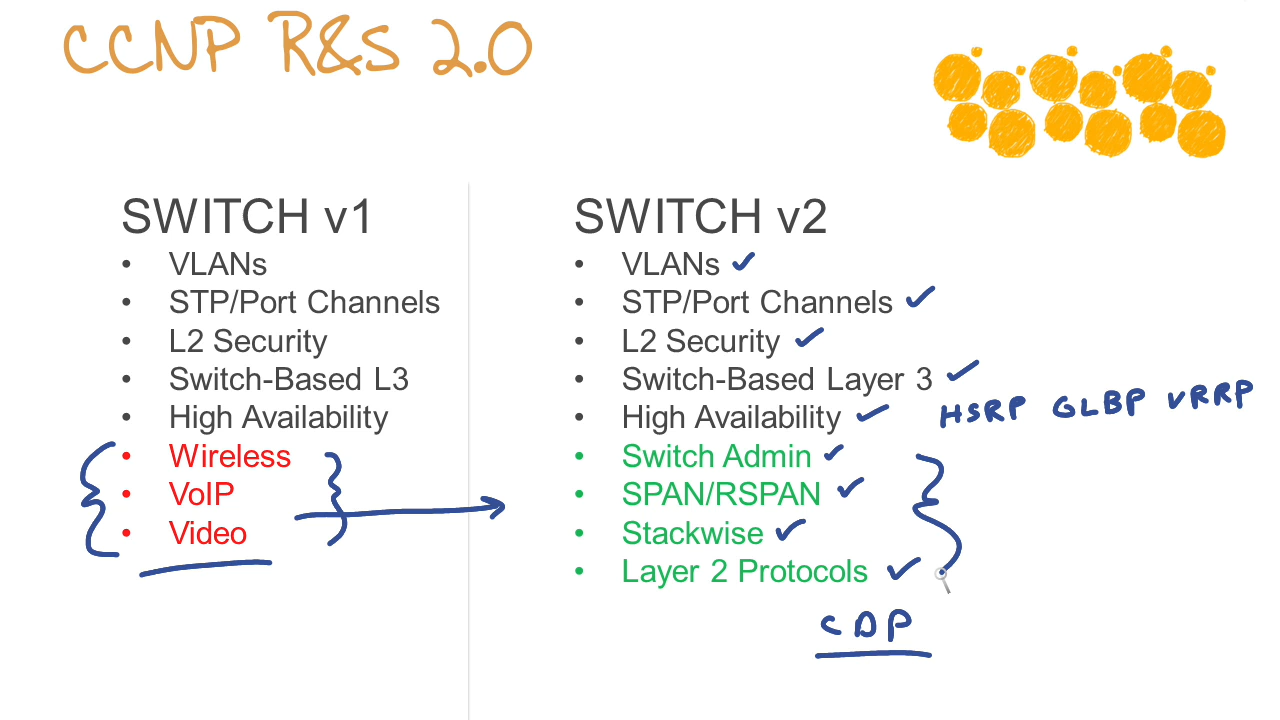 CCNP R&S 2.0
SWITCH v1
• VLANs
• STP/Port Channels
• L2 Security
• Switch-Based L3
• High Availability
• Wireless
• VoIP
• Video
SWITCH v2
• VLANs
• STP/Port Channels
• L2 Security
• Switch-Based Layer 3
• High Availability HSRP GLBP VRRP
• Switch Admin
• SPAN/RSPAN
• Stackwise
• Layer 2 Protocols
CDP